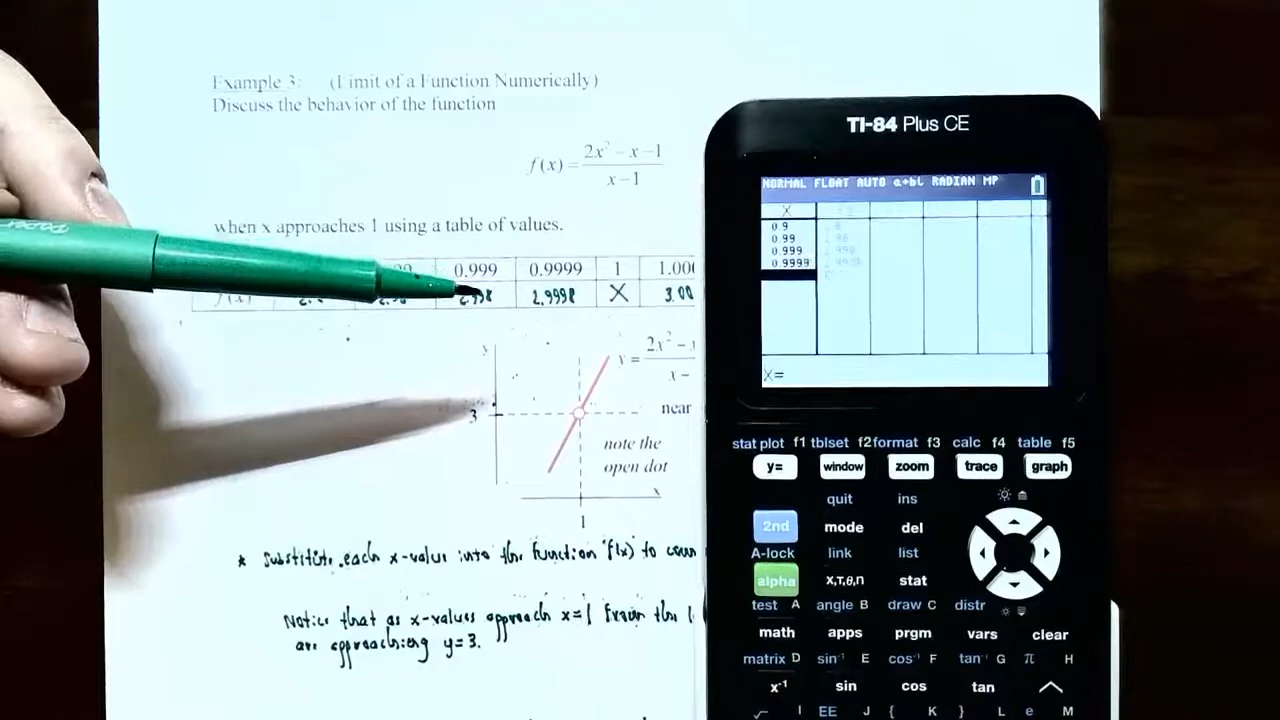 Example 3: (Limit of a Function Numerically)
Discuss the behavior of the function
f(x) = 2x² – x – 1 / x – 1
when x approaches 1 using a table of values.
0.999 0.9999 1 1.000
f(x) 2.998 2.9998 X 3.00
y
y = 2x² – x
x –
3
near
note the
open dot
x
1
* Substitute each x-value into the function f(x) to
Notice that as x-values approach x=1 from the
are approaching y=3.
Paper
TI-84 Plus CE
NORMAL FLOAT AUTO a+bi RADIAN MP
X
0.9
0.99
0.999
0.9999
X=
stat plot f1 tblset f2 format f3 calc f4 table f5
y= window zoom trace graph
quit ins
2nd mode del
A-lock link list
alpha x,T,θ,n stat
test A angle B draw C distr
math apps prgm vars clear
matrix D sin⁻¹ E cos⁻¹ F tan⁻¹ G π H
x⁻¹ sin cos tan ^
√ I EE J { K } L e M